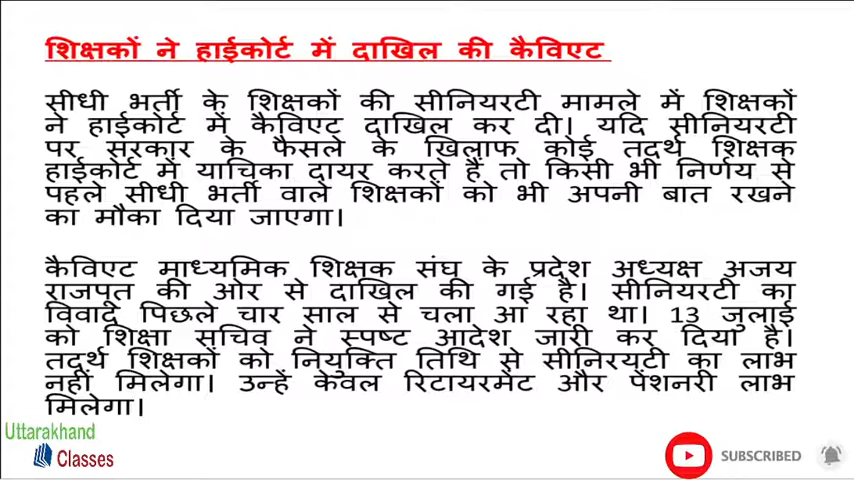 शिक्षकों ने हाईकोर्ट में दाखिल की कैविएट
सीधी भर्ती के शिक्षकों की सीनियरटी मामले में शिक्षकों
ने हाईकोर्ट में कैविएट दाखिल कर दी। यदि सीनियरटी
पर सरकार के फैसले के खिलाफ कोई तदर्थ शिक्षक
हाईकोर्ट में याचिका दायर करते हैं तो किसी भी निर्णय से
पहले सीधी भर्ती वाले शिक्षकों को भी अपनी बात रखने
का मौका दिया जाएगा।
कैविएट माध्यमिक शिक्षक संघ के प्रदेश अध्यक्ष अजय
राजपूत की ओर से दाखिल की गई है। सीनियरटी का
विवाद पिछले चार साल से चला आ रहा था। 13 जुलाई
को शिक्षा सचिव ने स्पष्ट आदेश जारी कर दिया है।
तदर्थ शिक्षकों को नियुक्ति तिथि से सीनिरयटी का लाभ
नहीं मिलेगा। उन्हें केवल रिटायरमेंट और पेंशनरी लाभ
मिलेगा।
Uttarakhand
Classes
SUBSCRIBED